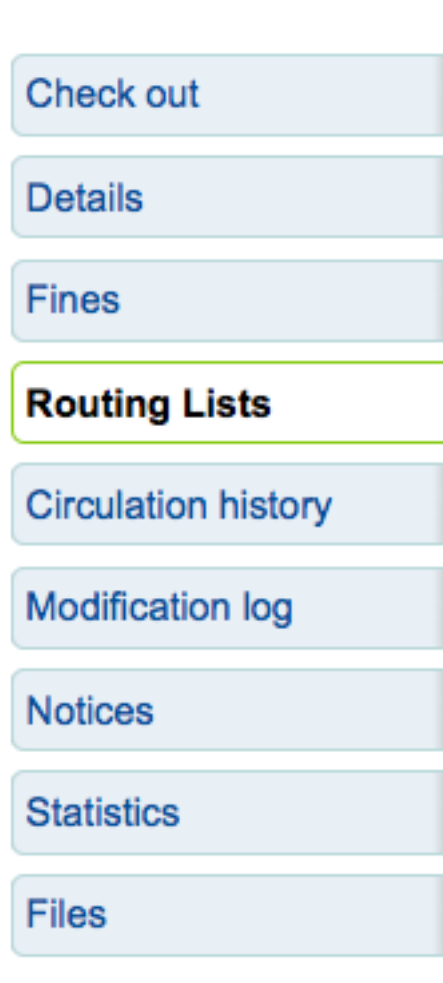 Check out
Details
Fines
Routing Lists
Circulation history
Modification log
Notices
Statistics
Files